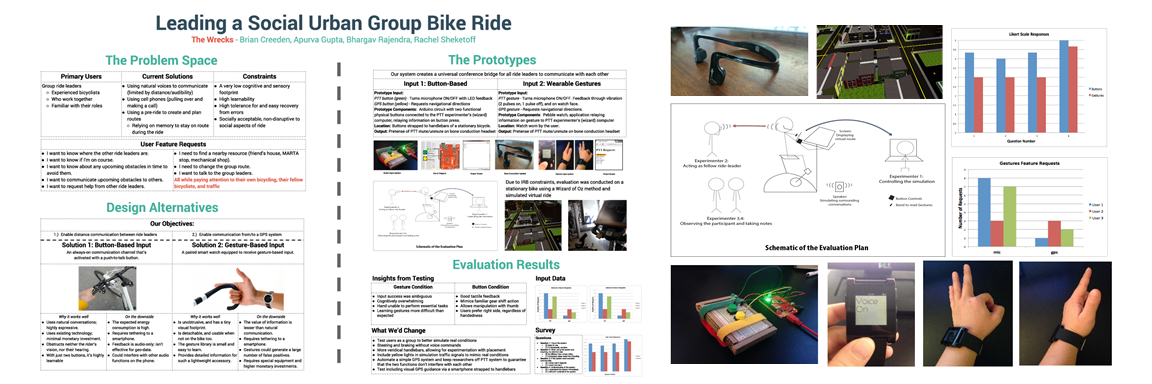 Leading a Social Urban Group Bike Ride
The Wrecks - Brian Creeden, Apurva Gupta, Bhargav Rajendra, Rachel Sheketoff
The Problem Space
Primary Users
Group ride leaders
Experienced bicyclists
Who work together
Familiar with their roles
Current Solutions
Using natural voices to communicate
(limited by distance/audibility)
Using cell phones (pulling over and
making a call)
Using a pre-ride to create and plan
routes
Relying on memory to stay on route
during the ride
Constraints
A very low cognitive and sensory
footprint
High learnability
High tolerance for and easy recovery
from errors
Socially acceptable, non-disruptive to
social aspects of ride
User Feature Requests
I want to know where the other ride leaders are.
I want to know if I'm on course.
I want to know about any upcoming obstacles in time to
avoid them.
I want to communicate upcoming obstacles to others.
I want to request help from other ride leaders.
I need to find a nearby resource (friend's house, MARTA
stop, mechanical shop).
I need to change the group route.
I want to talk to the group leaders.
All while paying attention to their own bicycling, their fellow
bicyclists, and traffic
Design Alternatives
Our Objectives:
1.) Enable distance communication between ride leaders
2.) Enable communication from/to a GPS system
Solution 1: Button-Based Input
An always-on communication channel that's
activated with a push-to-talk button.
Solution 2: Gesture-Based Input
A paired smart watch equipped to receive gesture-based input.
Why it works well
Uses natural conversations;
highly expressive.
Uses existing technology;
minimal monetary investment.
Obstructs neither the rider's
vision, nor their hearing.
With just two buttons, it's highly
learnable
On the downside
The expected energy
consumption is high.
Requires tethering to a
smartphone.
Feedback is audio-only: isn't
effective for geo-data.
Could interfere with other audio
functions on the phone.
Why it works well
Is unobtrusive, and has a tiny
visual footprint.
Is detachable, and usable when
not on the bike too.
The gesture library is small and
easy to learn.
Provides detailed information for
such a lightweight accessory.
On the downside
The value of information is
lesser than natural
communication.
Requires tethering to a
smartphone.
Gestures could generate a large
number of false positives.
Requires special equipment and
higher monetary investments.
The Prototypes
Our system creates a universal conference bridge for all ride leaders to communicate with each other
Input 1: Button-Based
Prototype Input:
PTT button (green) - Turns microphone ON/OFF with LED feedback
GPS button (yellow) - Requests navigational directions
Prototype Components: Arduino circuit with two functional
physical buttons connected to the PTT experimenter's (wizard)
computer, relaying information on button press.
Location: Buttons strapped to handlebars of a stationary bicycle.
Output: Presense of PTT mute/unmute on bone conduction headset
Input 2: Wearable Gestures
Prototype Input:
PTT gesture - Turns microphone ON/OFF. Feedback through vibration
(2 pulses on, 1 pulse off), and on watch face.
GPS gesture - Requests navigational directions.
Prototype Components: Pebble watch application relaying
information on gesture to PTT experimenter's (wizard) computer
Location: Watch worn by the user.
Output: Presense of PTT mute/unmute on bone conduction headset
Due to IRB constraints, evaluation was conducted on a
stationary bike using a Wizard of Oz method and
simulated virtual ride
Schematic of the Evaluation Plan
Evaluation Results
Insights from Testing
Gesture Condition
Input success was ambiguous
Cognitively overwhelming
Hand unable to perform essential tasks
Learning gestures more difficult than
expected
Button Condition
Good tactile feedback
Mimics familiar gear shift action
Allows manipulation with thumb
Users prefer right side, regardless of
handedness
Input Data
What We'd Change
Test users as a group to better simulate real conditions
Steering and braking without voice commands
More vertical handlebars, allowing for experimentation with placement
Include yellow lights in simulation traffic signals to mimic real conditions
Automate a simple GPS system and keep researchers off PTT system to guarantee
that the two functions don't interfere with each other
Test including visual GPS guidance via a smartphone strapped to handlebars
Survey
Questions
Likert Scale Responses
Buttons
Gestures
Question Number
Experimenter 2:
Acting as fellow ride-leader
Screen:
Displaying
virtual route
Experimenter 1:
Controlling the simulation
Speaker
Simulating surrounding
conversations
Button Controls
Band to read Gestures
Experimenter 3,4:
Observing the participant and taking notes
Schematic of the Evaluation Plan
Gestures Feature Requests
Number of Requests
User 1
User 2
User 3
mic
gps
Voice
On